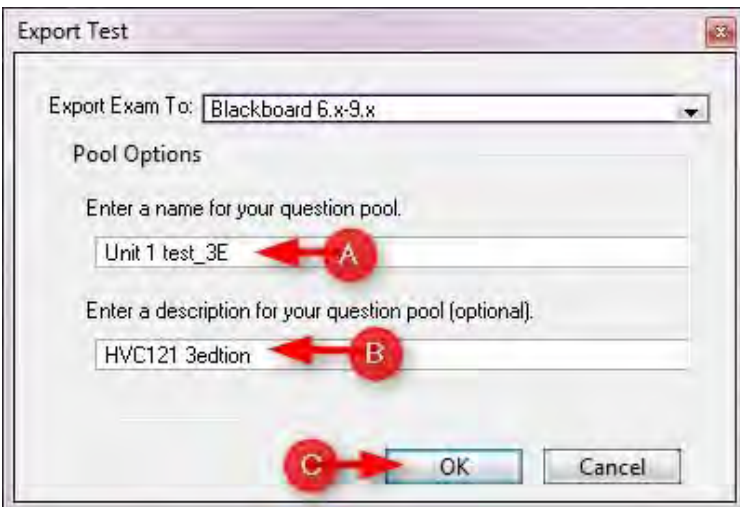 Export Test
Export Exam To: Blackboard 6.x-9.x
Pool Options
Enter a name for your question pool.
Unit 1 test_3E
A
Enter a description for your question pool (optional).
HVC121 3edtion
B
C
OK Cancel